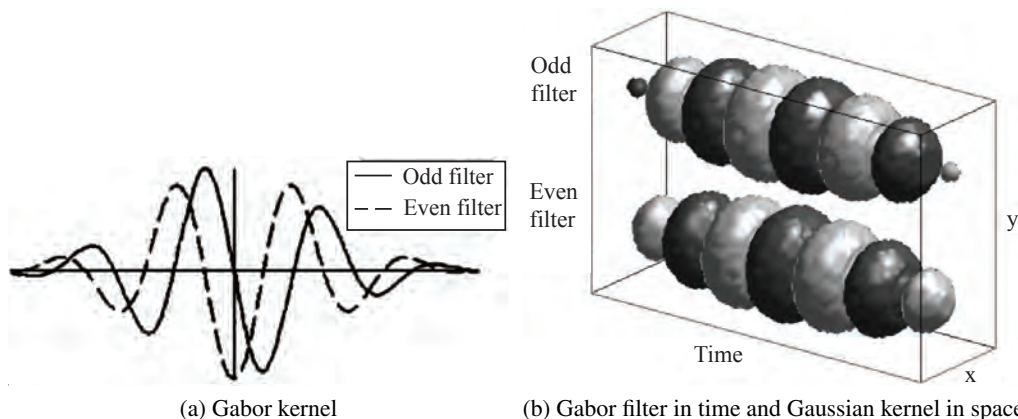 Odd filter
Even filter
(a) Gabor kernel
Odd
filter
Even
filter
Time
x
y
(b) Gabor filter in time and Gaussian kernel in space